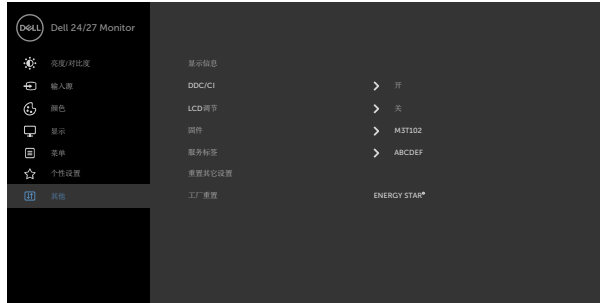 DELL
Dell 24/27 Monitor
亮度/对比度
输入源
颜色
显示
菜单
个性设置
其他
显示信息
DDC/CI 开
LCD调节 关
固件 M3T102
服务标签 ABCDEF
重置其它设置
工厂重置 ENERGY STAR®